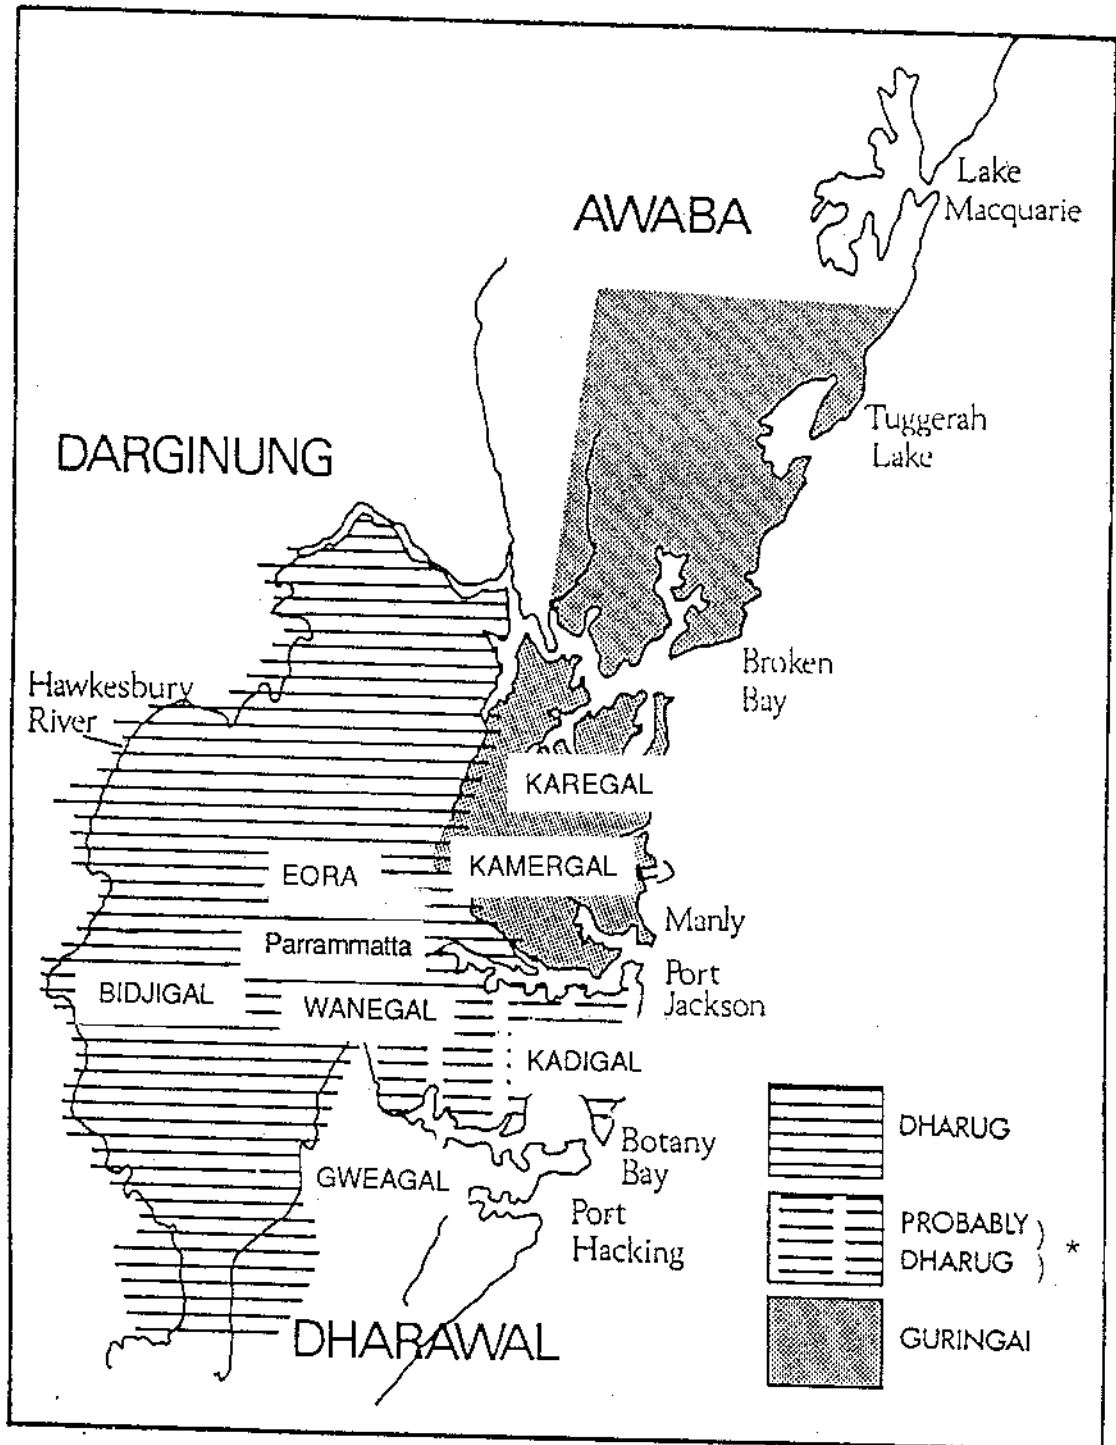 Lake
Macquarie
AWABA
Tuggerah
Lake
DARGINUNG
Broken
Bay
Hawkesbury
River
KAREGAL
KAMERGAL
EORA
Manly
Parrammatta
Port
Jackson
BIDJIGAL
WANEGAL
KADIGAL
Botany
Bay
GWEAGAL
Port
Hacking
DHARAWAL
DHARUG
PROBABLY )
DHARUG ) *
GURINGAI